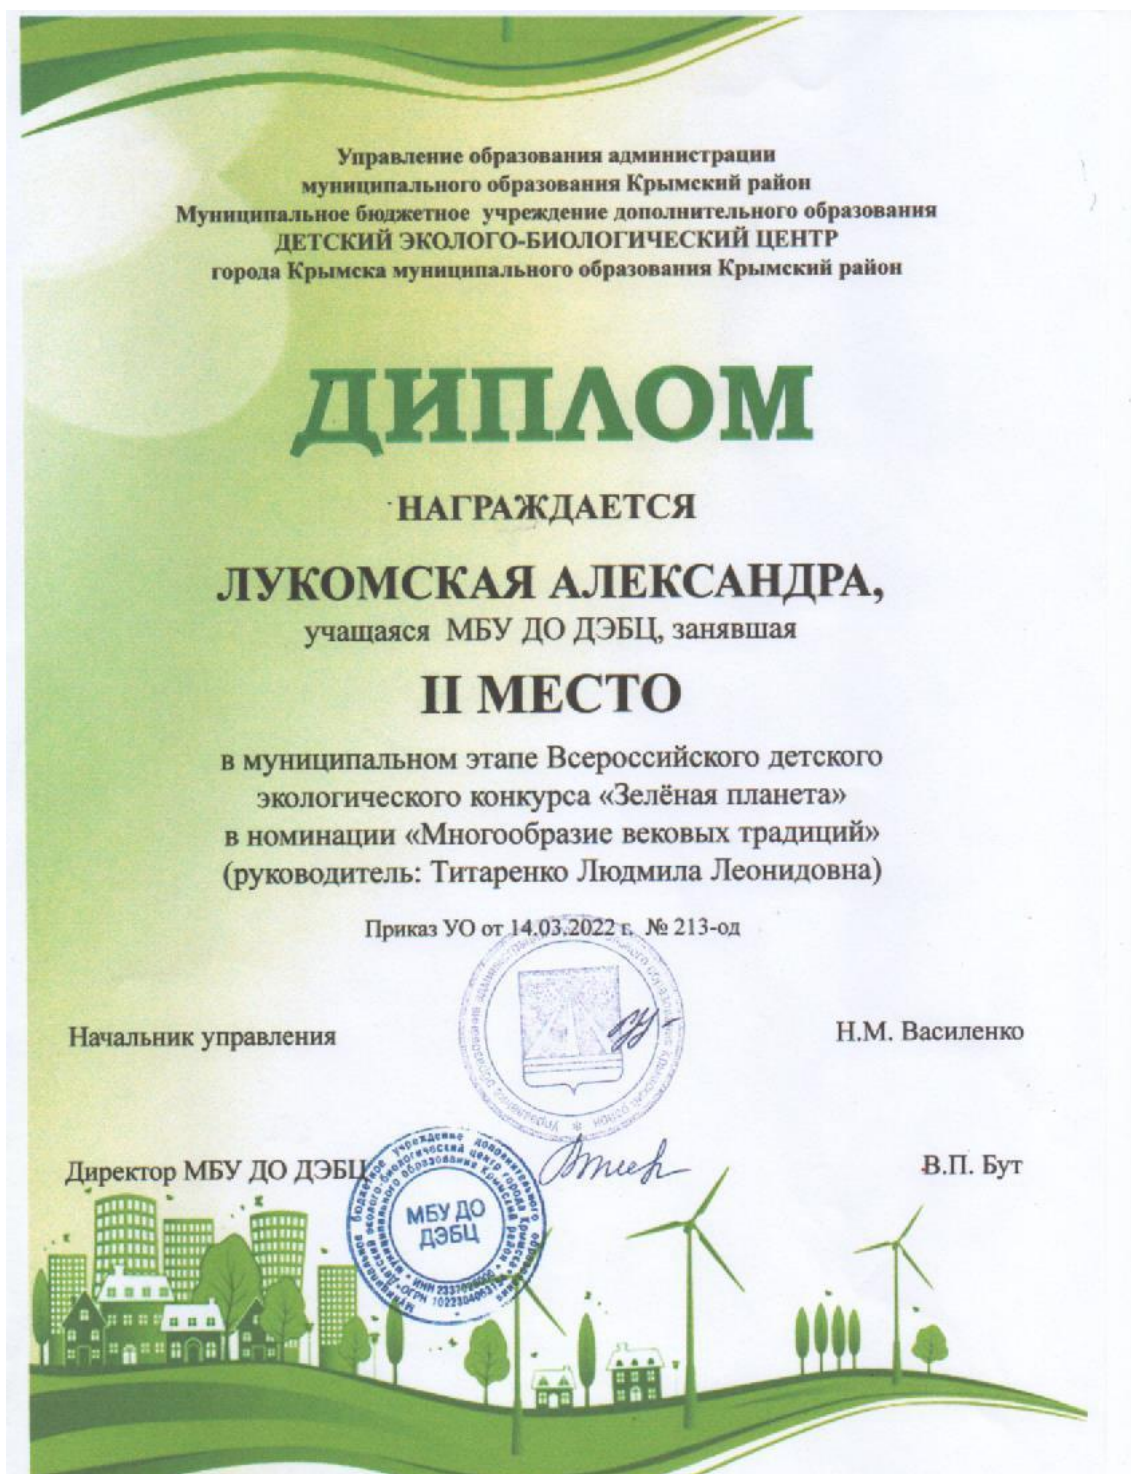 Управление образования администрации
муниципального образования Крымский район
Муниципальное бюджетное учреждение дополнительного образования
ДЕТСКИЙ ЭКОЛОГО-БИОЛОГИЧЕСКИЙ ЦЕНТР
города Крымска муниципального образования Крымский район
ДИПЛОМ
НАГРАЖДАЕТСЯ
ЛУКОМСКАЯ АЛЕКСАНДРА,
учащаяся МБУ ДО ДЭБЦ, занявшая
II МЕСТО
в муниципальном этапе Всероссийского детского
экологического конкурса «Зелёная планета»
в номинации «Многообразие вековых традиций»
(руководитель: Титаренко Людмила Леонидовна)
Приказ УО от 14.03.2022 г. № 213-од
Начальник управления
Н.М. Василенко
Директор МБУ ДО ДЭБЦ
В.П. Бут
МБУ ДО
ДЭБЦ